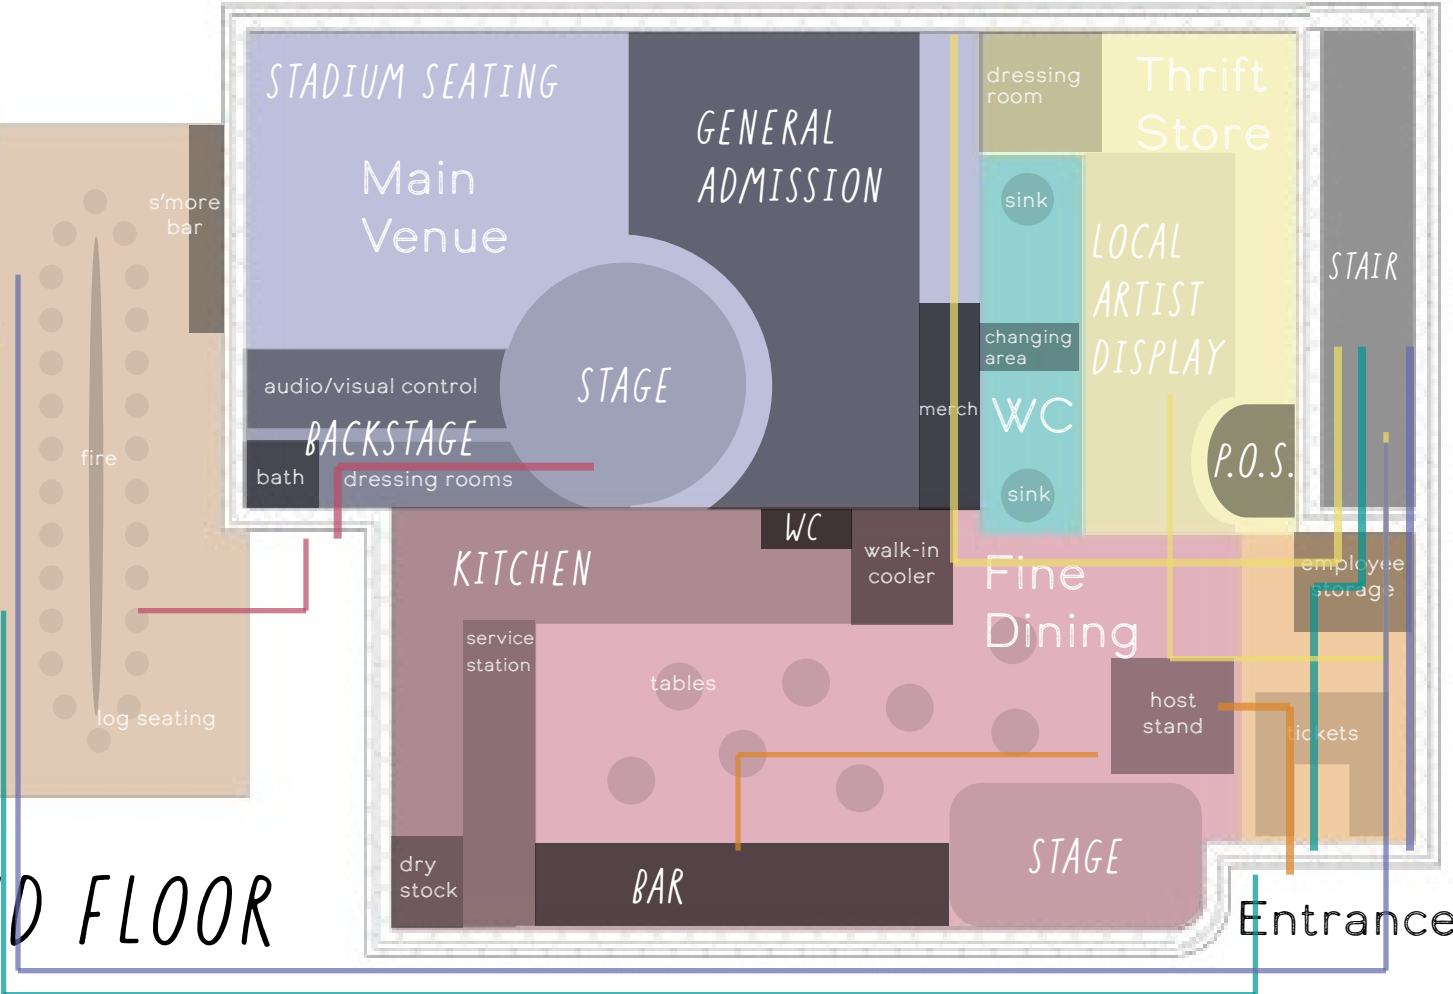 STADIUM SEATING
Main
Venue
GENERAL
ADMISSION
dressing
room
Thrift
Store
s'more
bar
sink
LOCAL
ARTIST
DISPLAY
STAIR
changing
area
STAGE
audio/visual control
merch
WC
BACKSTAGE
fire
bath
dressing rooms
P.O.S.
sink
WC
KITCHEN
walk-in
cooler
Fine
Dining
employee
storage
service
station
tables
host
stand
log seating
tickets
dry
stock
BAR
STAGE
D FLOOR
Entrance